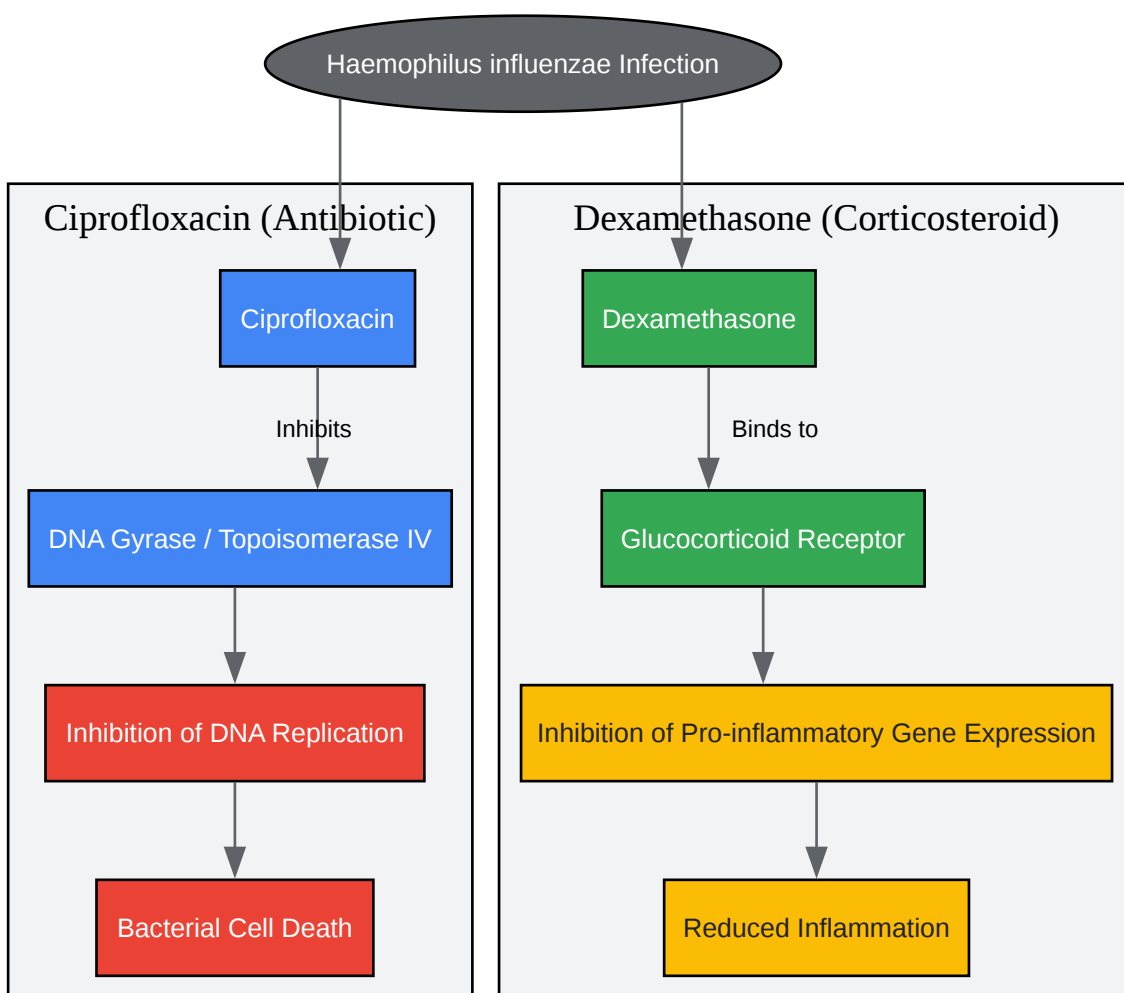 Haemophilus influenzae Infection
Ciprofloxacin (Antibiotic)
Ciprofloxacin
Inhibits
DNA Gyrase / Topoisomerase IV
Inhibition of DNA Replication
Bacterial Cell Death
Dexamethasone (Corticosteroid)
Dexamethasone
Binds to
Glucocorticoid Receptor
Inhibition of Pro-inflammatory Gene Expression
Reduced Inflammation